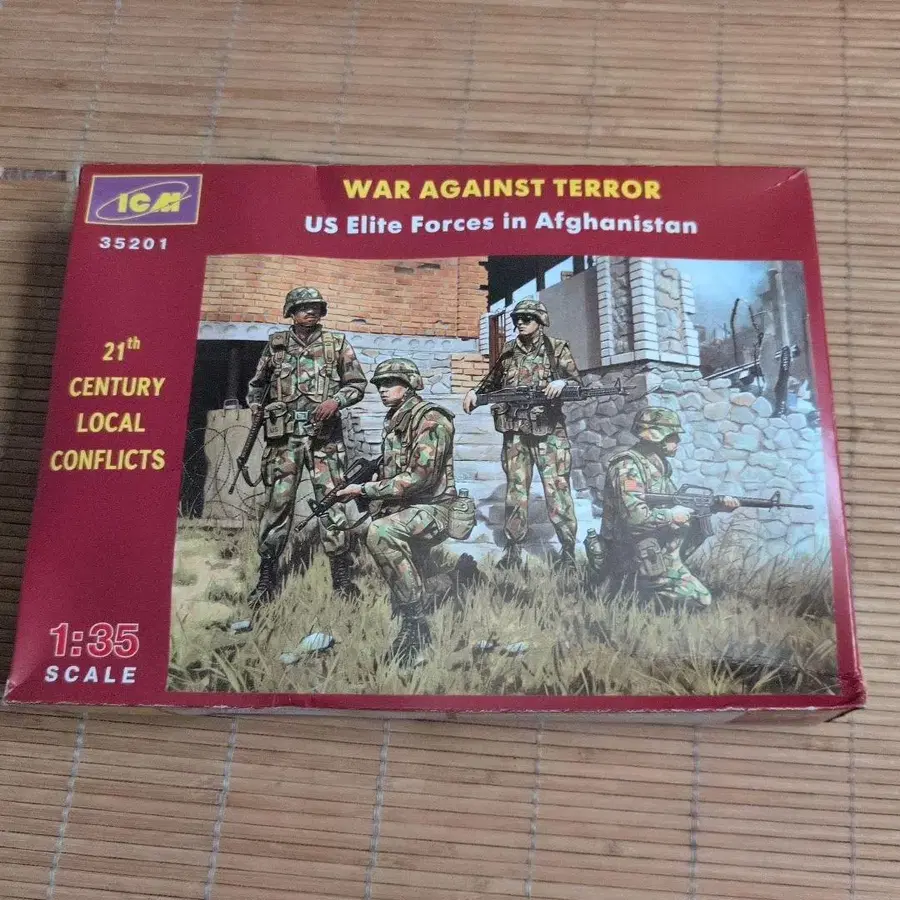 ICM
35201
WAR AGAINST TERROR
US Elite Forces in Afghanistan
21th
CENTURY
LOCAL
CONFLICTS
1:35
SCALE